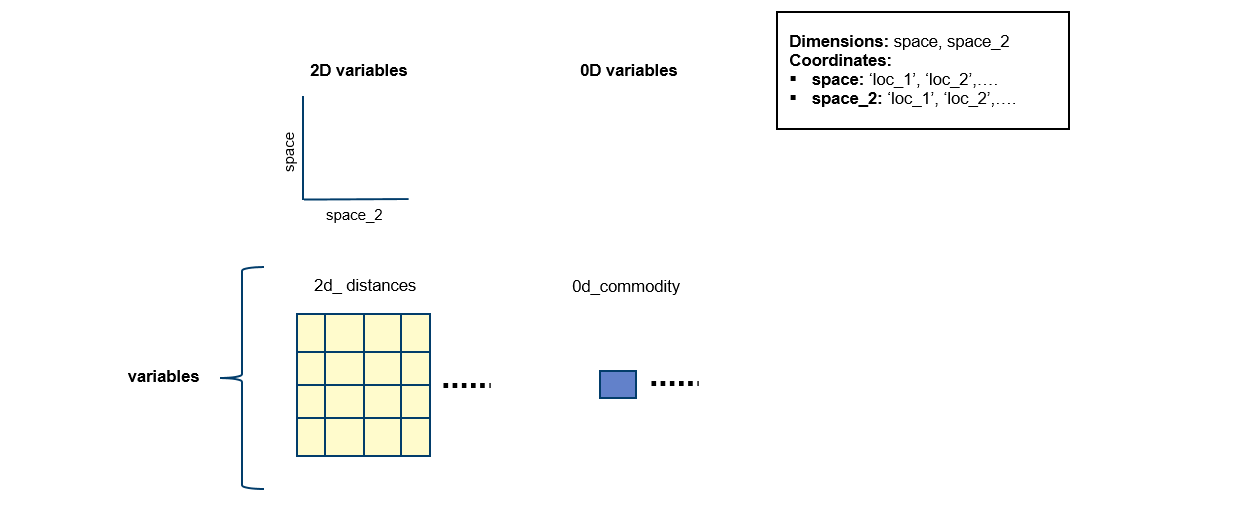 2D variables
0D variables
Dimensions: space, space_2
Coordinates:
▪ space: ‘loc_1’, ‘loc_2’,….
▪ space_2: ‘loc_1’, ‘loc_2’,….
space
space_2
2d_ distances
0d_commodity
variables